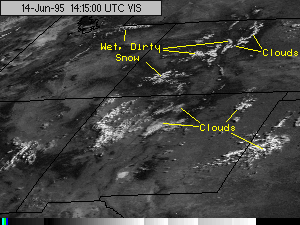 14-Jun-95 14:15:00 UTC VIS
Wet, Dirty
Snow
Clouds
Clouds